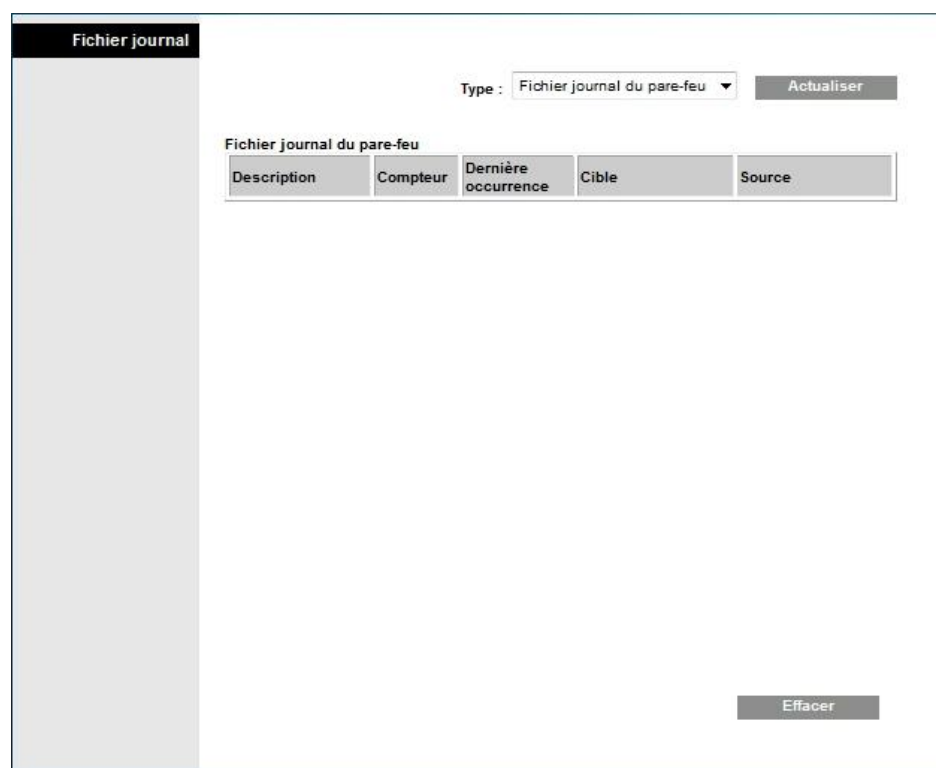 Fichier journal
Type : Fichier journal du pare-feu Actualiser
Fichier journal du pare-feu
Description Compteur Dernière occurrence Cible Source
Effacer